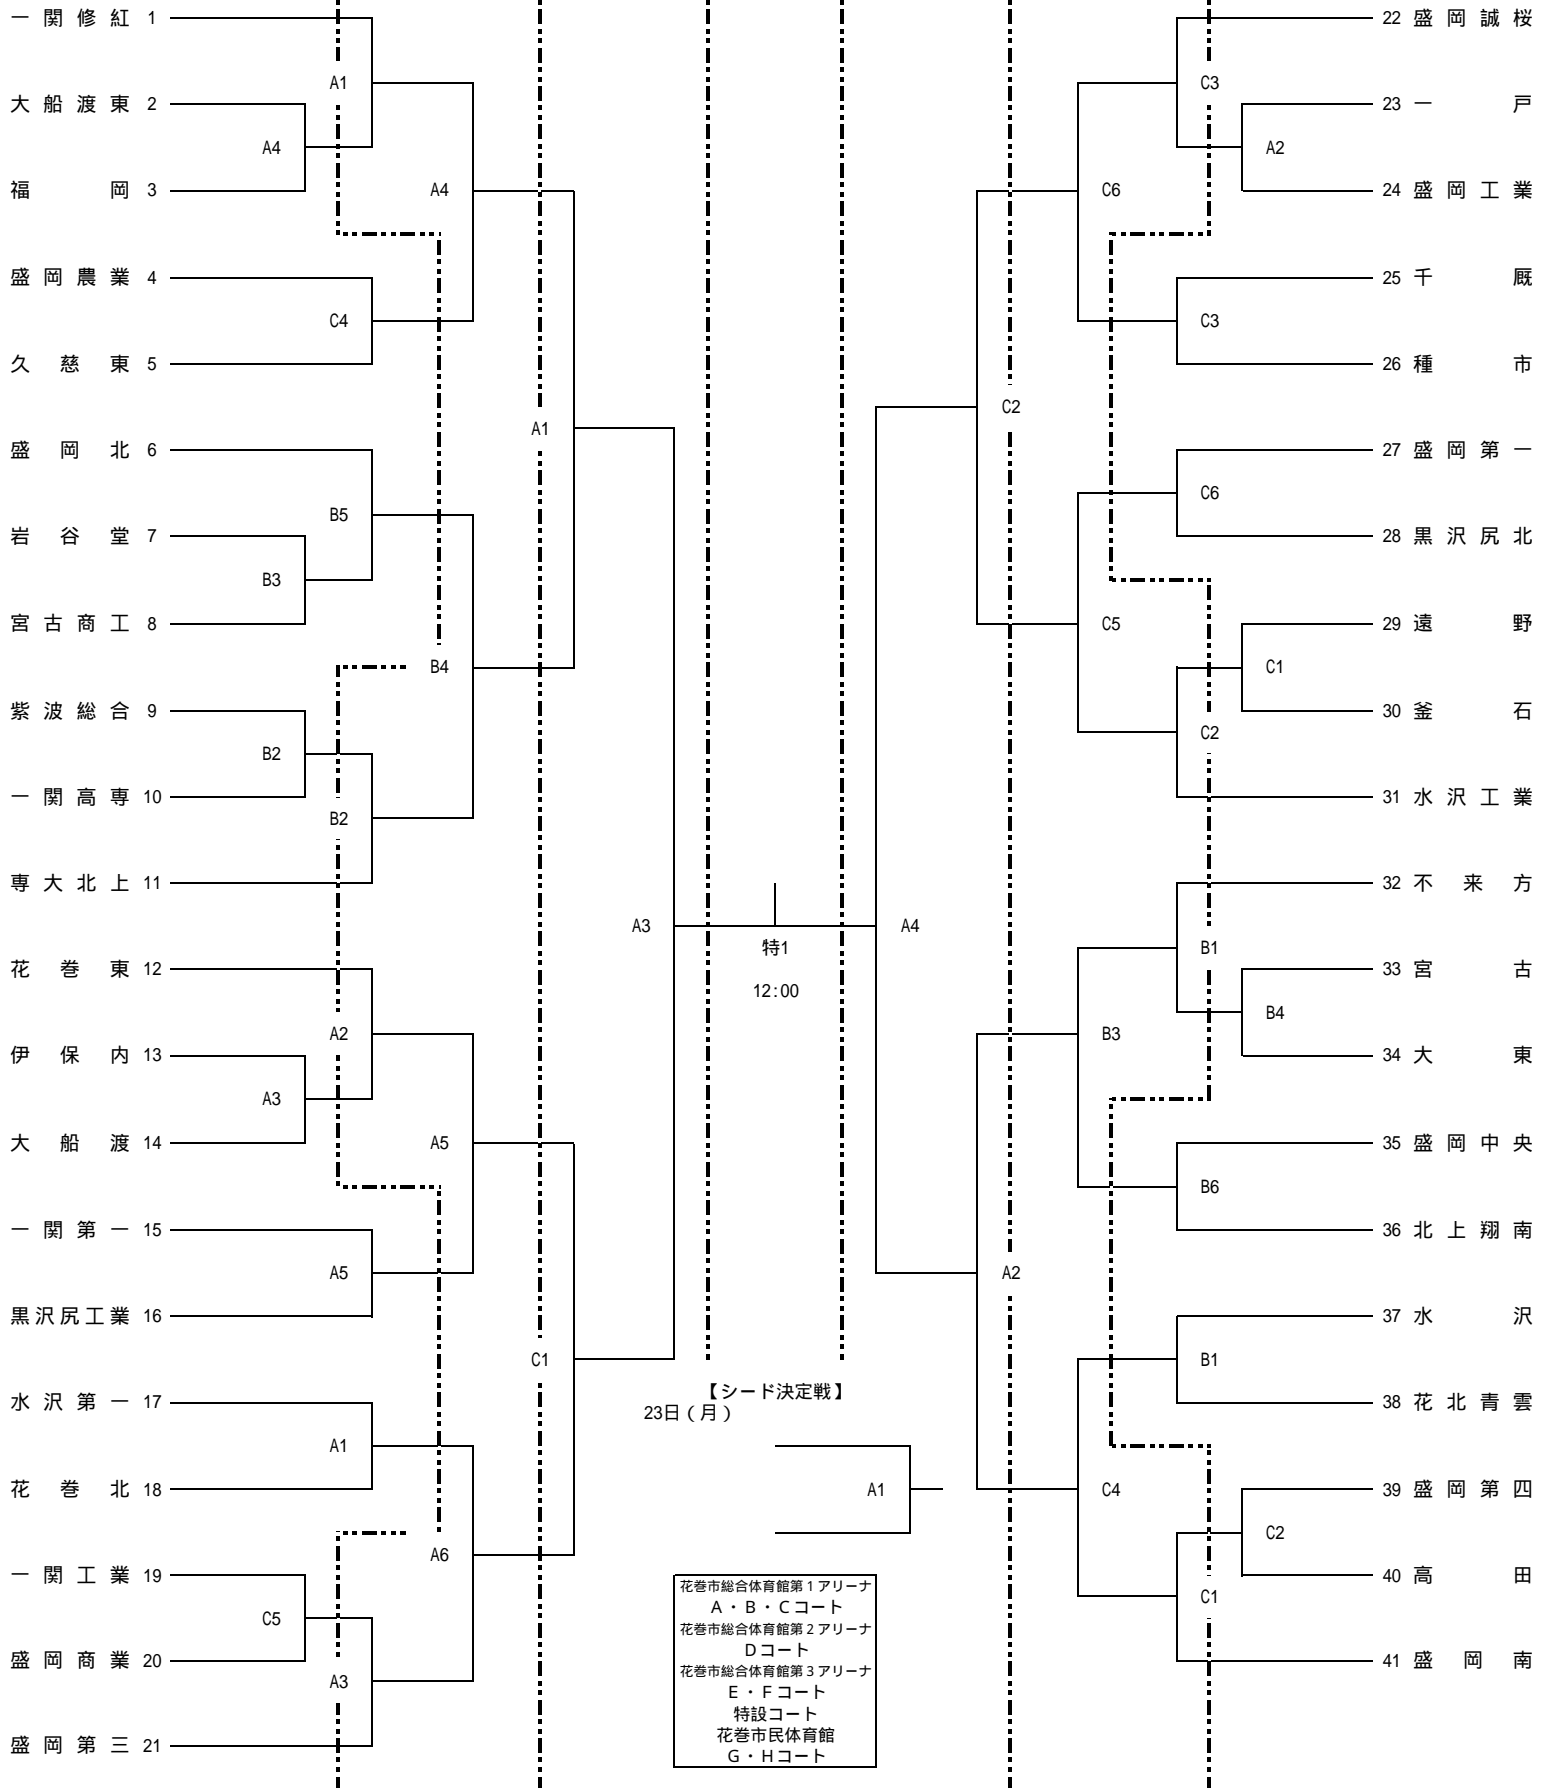 一関修紅 1
A1
大船渡東 2
A4
福岡 3
A4
盛岡農業 4
C4
久慈東 5
A1
盛岡北 6
B5
岩谷堂 7
B3
宮古商工 8
B4
紫波総合 9
B2
一関高専 10
B2
専大北上 11
A3
花巻東 12
A2
伊保内 13
A3
大船渡 14
A5
一関第一 15
A5
黒沢尻工業 16
C1
水沢第一 17
A1
花巻北 18
A6
一関工業 19
C5
盛岡商業 20
A3
盛岡第三 21
特1
12:00
【シード決定戦】
23日(月)
A1
花巻市総合体育館第1アリーナ
A・B・Cコート
花巻市総合体育館第2アリーナ
Dコート
花巻市総合体育館第3アリーナ
E・Fコート
特設コート
花巻市民体育館
G・Hコート
22 盛岡誠桜
C3
23 一戸
A2
24 盛岡工業
C6
25 千厩
C3
26 種市
C2
27 盛岡第一
C6
28 黒沢尻北
C5
29 遠野
C1
30 釜石
C2
31 水沢工業
A4
32 不来方
B1
33 宮古
B4
34 大東
B3
35 盛岡中央
B6
36 北上翔南
A2
37 水沢
B1
38 花北青雲
C4
39 盛岡第四
C2
40 高田
C1
41 盛岡南